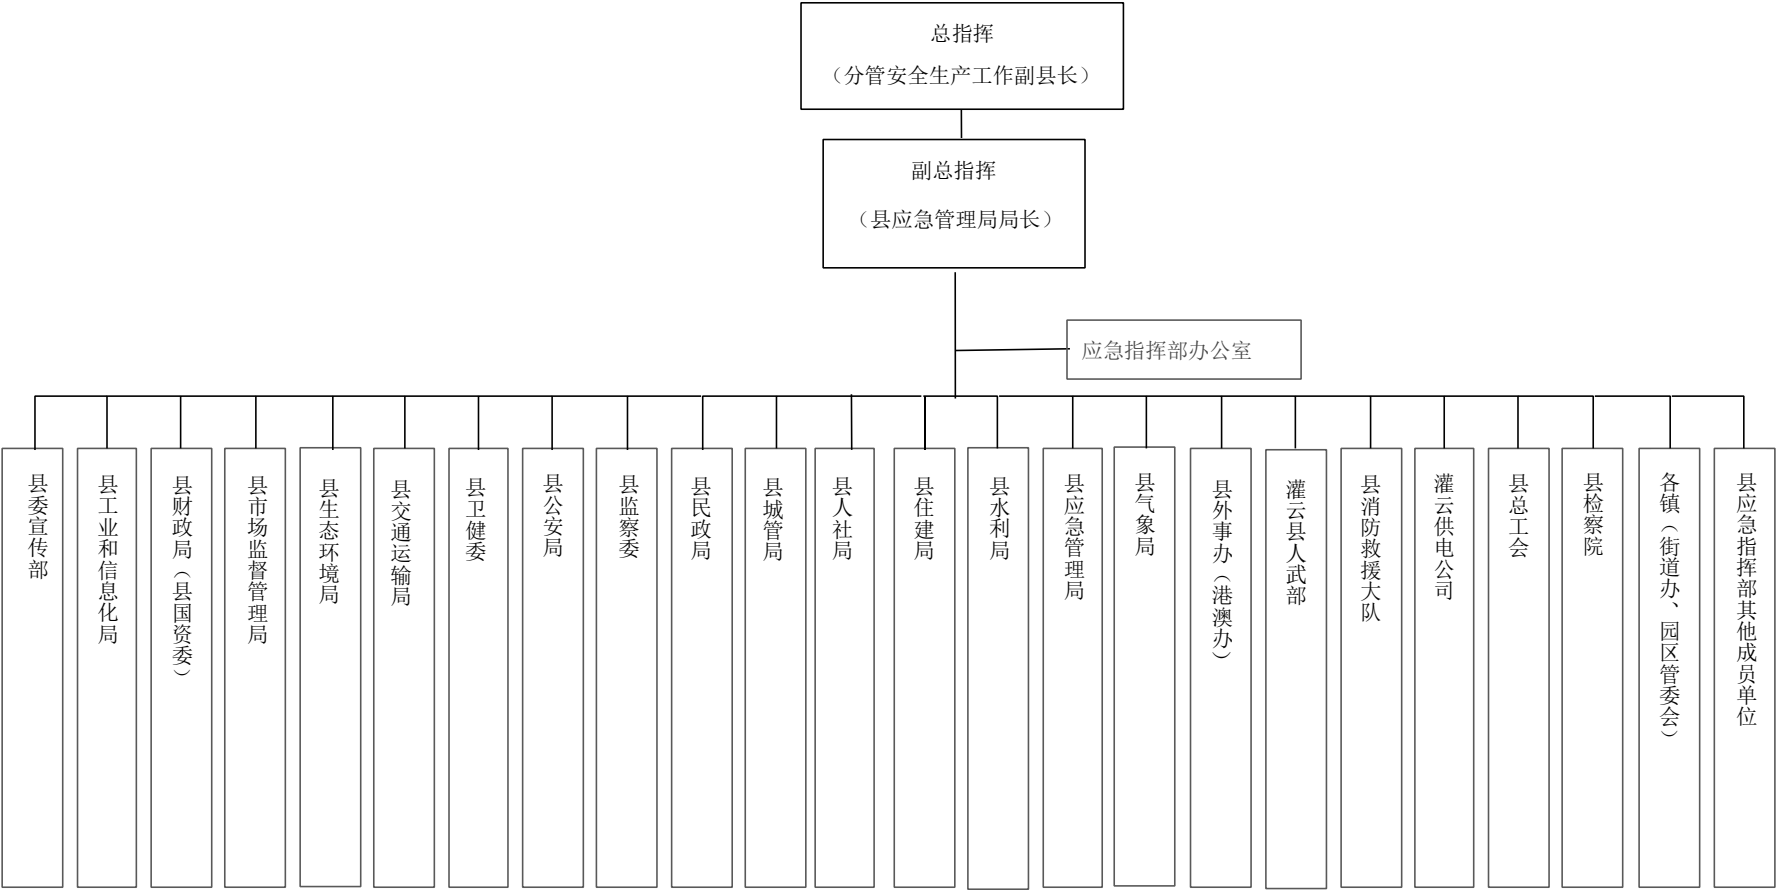 总指挥
（分管安全生产工作副县长）
副总指挥
（县应急管理局局长）
应急指挥部办公室
县委宣传部
县工业和信息化局
县财政局（县国资委）
县市场监督管理局
县生态环境局
县交通运输局
县卫健委
县公安局
县监察委
县民政局
县城管局
县人社局
县住建局
县水利局
县应急管理局
县气象局
县外事办（港澳办）
灌云县人武部
县消防救援大队
灌云供电公司
县总工会
县检察院
各镇（街道办、园区管委会）
县应急指挥部其他成员单位